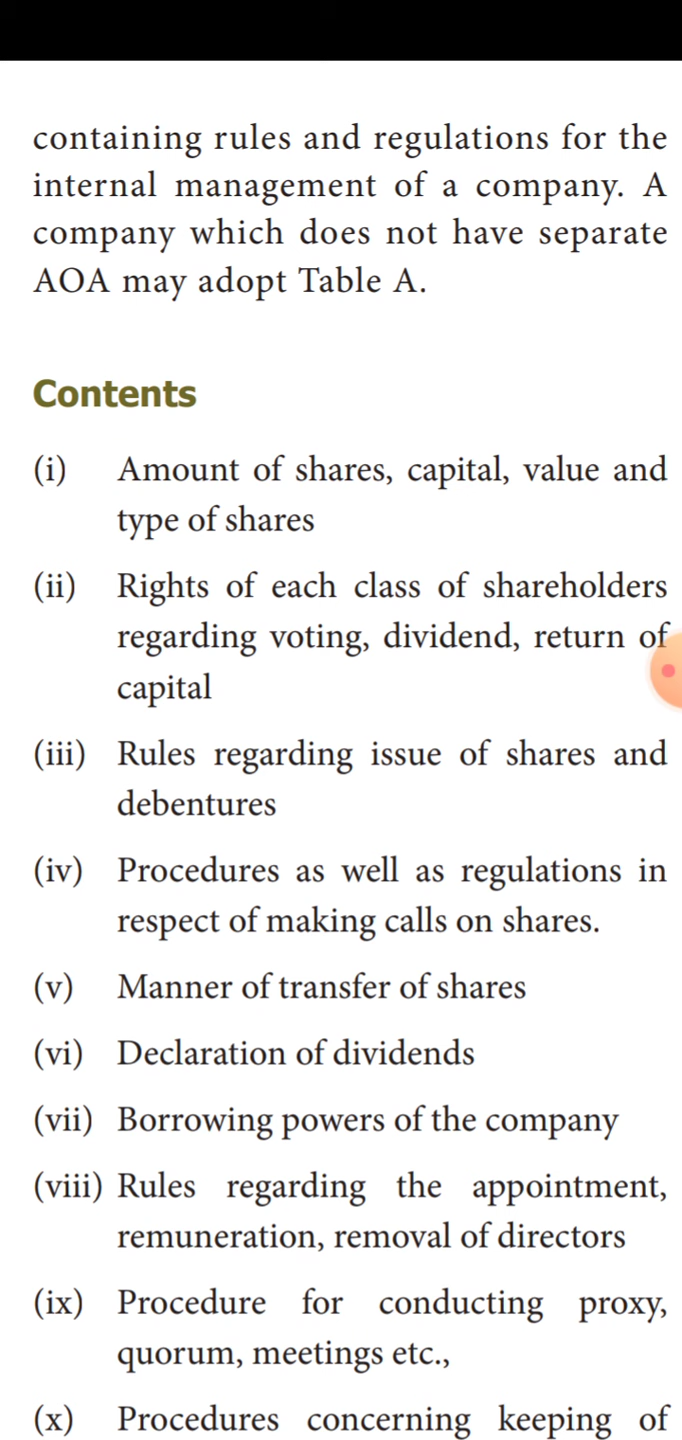 containing rules and regulations for the
internal management of a company. A
company which does not have separate
AOA may adopt Table A.
Contents
(i) Amount of shares, capital, value and
type of shares
(ii) Rights of each class of shareholders
regarding voting, dividend, return of
capital
(iii) Rules regarding issue of shares and
debentures
(iv) Procedures as well as regulations in
respect of making calls on shares.
(v) Manner of transfer of shares
(vi) Declaration of dividends
(vii) Borrowing powers of the company
(viii) Rules regarding the appointment,
remuneration, removal of directors
(ix) Procedure for conducting proxy,
quorum, meetings etc.,
(x) Procedures concerning keeping of